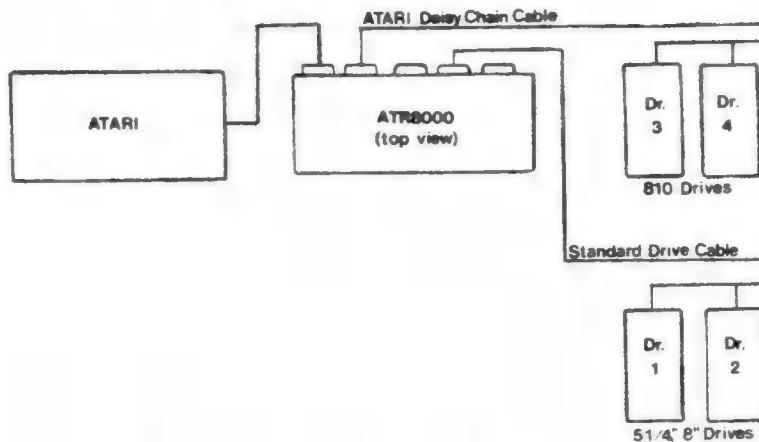 ATARI Daisy Chain Cable
ATARI
ATR8000
(top view)
Dr.
3
Dr.
4
810 Drives
Standard Drive Cable
Dr.
1
Dr.
2
5 1/4," 8" Drives